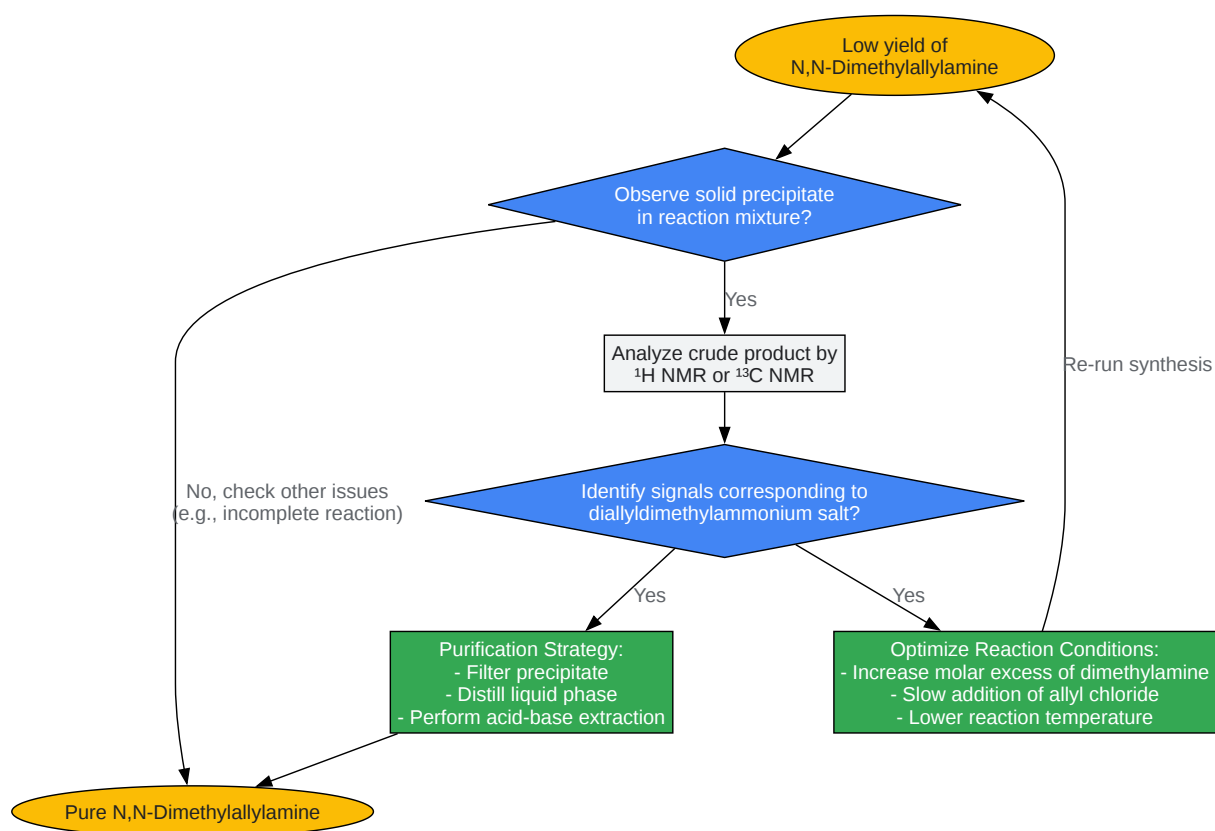 Low yield of
N,N-Dimethylallylamine
Observe solid precipitate
in reaction mixture?
Yes
Analyze crude product by
¹H NMR or ¹³C NMR
Re-run synthesis
No, check other issues
(e.g., incomplete reaction)
Identify signals corresponding to
diallyldimethylammonium salt?
Yes
Yes
Purification Strategy:
- Filter precipitate
- Distill liquid phase
- Perform acid-base extraction
Optimize Reaction Conditions:
- Increase molar excess of dimethylamine
- Slow addition of allyl chloride
- Lower reaction temperature
Pure N,N-Dimethylallylamine